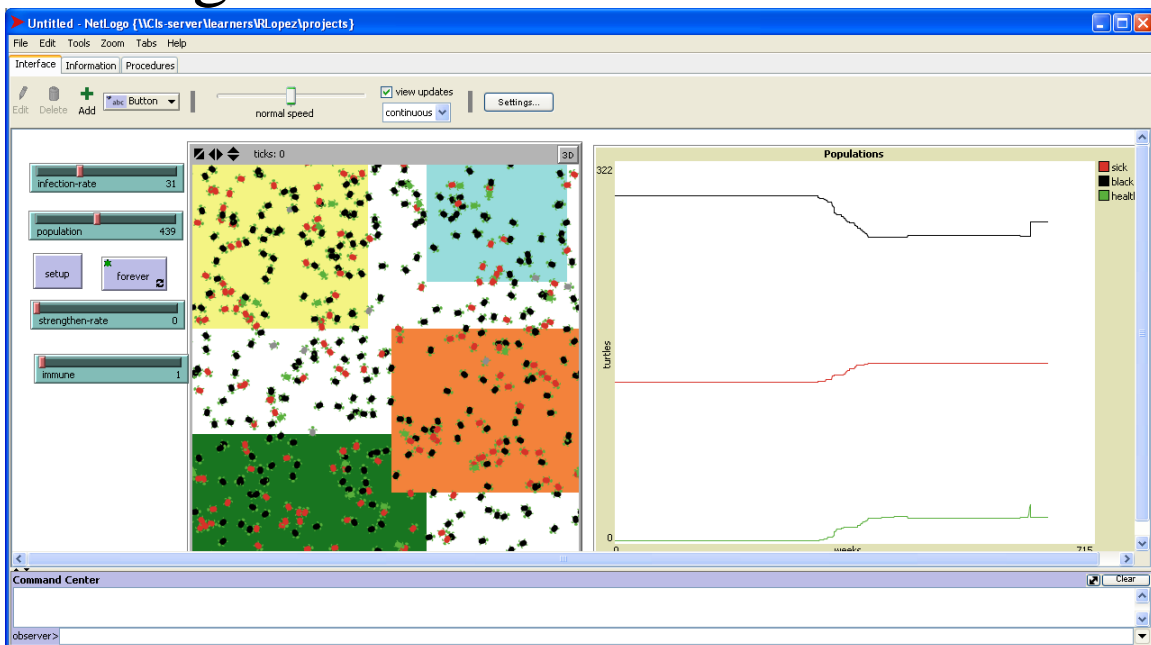 Untitled - NetLogo {\\Cls-server\learners\RLopez\projects}
File Edit Tools Zoom Tabs Help
Interface Information Procedures
Edit Delete Add abc Button normal speed view updates continuous Settings...
ticks: 0 3D
infection-rate 31
population 439
setup forever
strengthen-rate 0
immune 1
Populations
322
turtles
0
0 weeks 715
sick
black
healt
Command Center Clear
observer>